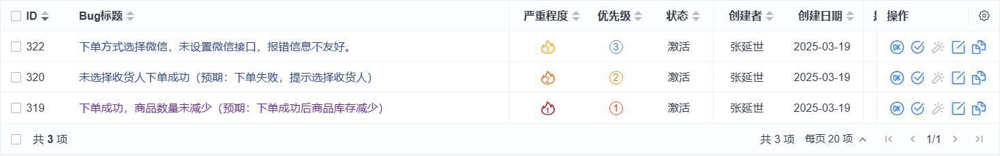 ID Bug标题 严重程度 优先级 状态 创建者 创建日期 操作
322 下单方式选择微信，未设置微信接口，报错信息不友好。 3 3 激活 张延世 2025-03-19 OK
320 未选择收货人下单成功（预期：下单失败，提示选择收货人） 2 2 激活 张延世 2025-03-19 OK
319 下单成功，商品数量未减少（预期：下单成功后商品库存减少） 1 1 激活 张延世 2025-03-19 OK
共 3 项 共 3 项 每页 20 项 1/1